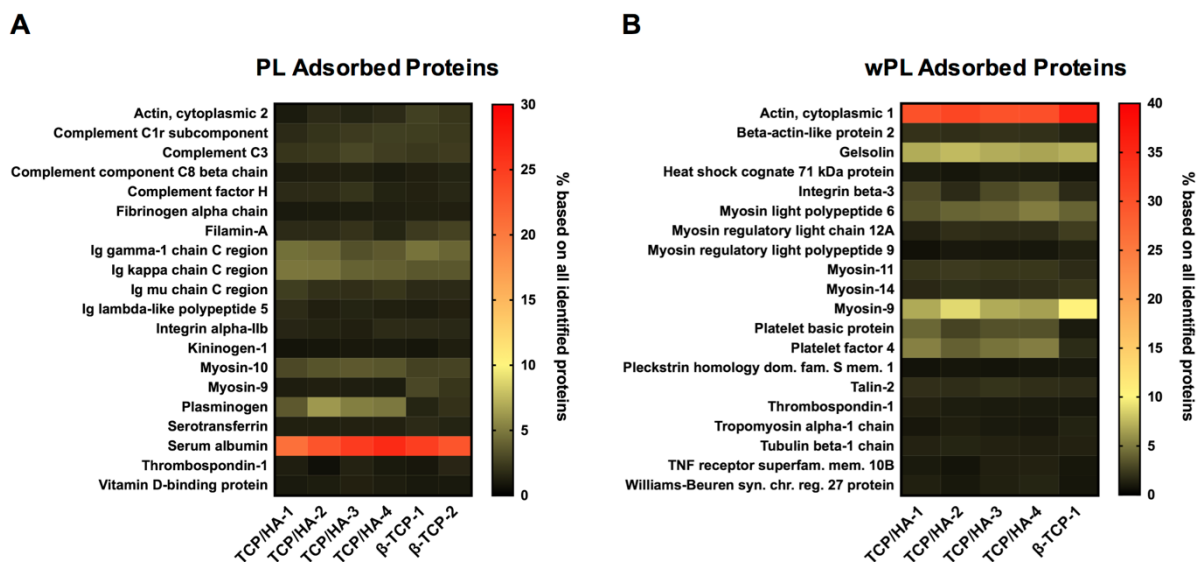 A
PL Adsorbed Proteins
Actin, cytoplasmic 2
Complement C1r subcomponent
Complement C3
Complement component C8 beta chain
Complement factor H
Fibrinogen alpha chain
Filamin-A
Ig gamma-1 chain C region
Ig kappa chain C region
Ig mu chain C region
Ig lambda-like polypeptide 5
Integrin alpha-IIb
Kininogen-1
Myosin-10
Myosin-9
Plasminogen
Serotransferrin
Serum albumin
Thrombospondin-1
Vitamin D-binding protein
TCP/HA-1
TCP/HA-2
TCP/HA-3
TCP/HA-4
β-TCP-1
β-TCP-2
30
25
20
15
10
5
0
% based on all identified proteins
B
wPL Adsorbed Proteins
Actin, cytoplasmic 1
Beta-actin-like protein 2
Gelsolin
Heat shock cognate 71 kDa protein
Integrin beta-3
Myosin light polypeptide 6
Myosin regulatory light chain 12A
Myosin regulatory light polypeptide 9
Myosin-11
Myosin-14
Myosin-9
Platelet basic protein
Platelet factor 4
Pleckstrin homology dom. fam. S mem. 1
Talin-2
Thrombospondin-1
Tropomyosin alpha-1 chain
Tubulin beta-1 chain
TNF receptor superfam. mem. 10B
Williams-Beuren syn. chr. reg. 27 protein
TCP/HA-1
TCP/HA-2
TCP/HA-3
TCP/HA-4
β-TCP-1
40
35
30
25
20
15
10
5
0
% based on all identified proteins